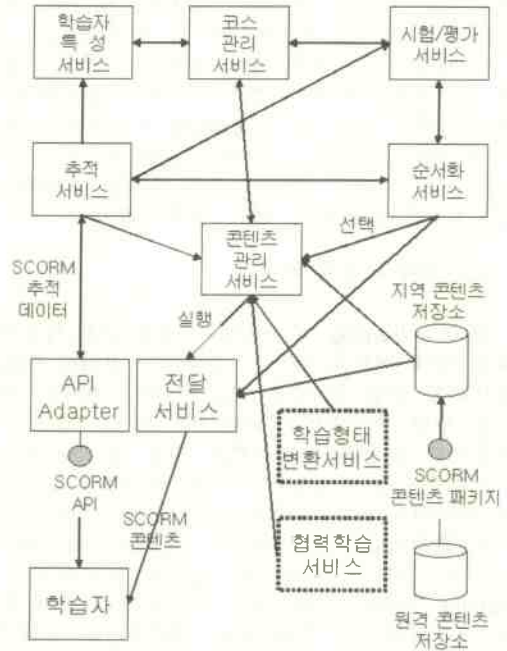 학습자
특 성
서비스
코스
관리
서비스
시험/평가
서비스
추적
서비스
순서화
서비스
선택
콘텐츠
관리
서비스
SCORM
추적
데이터
실행
지역 콘텐츠
저장소
API
Adapter
전달
서비스
학습형태
변환서비스
SCORM
API
SCORM
콘텐츠
SCORM
콘텐츠 패키지
협력학습
서비스
학습자
원격 콘텐츠
저장소